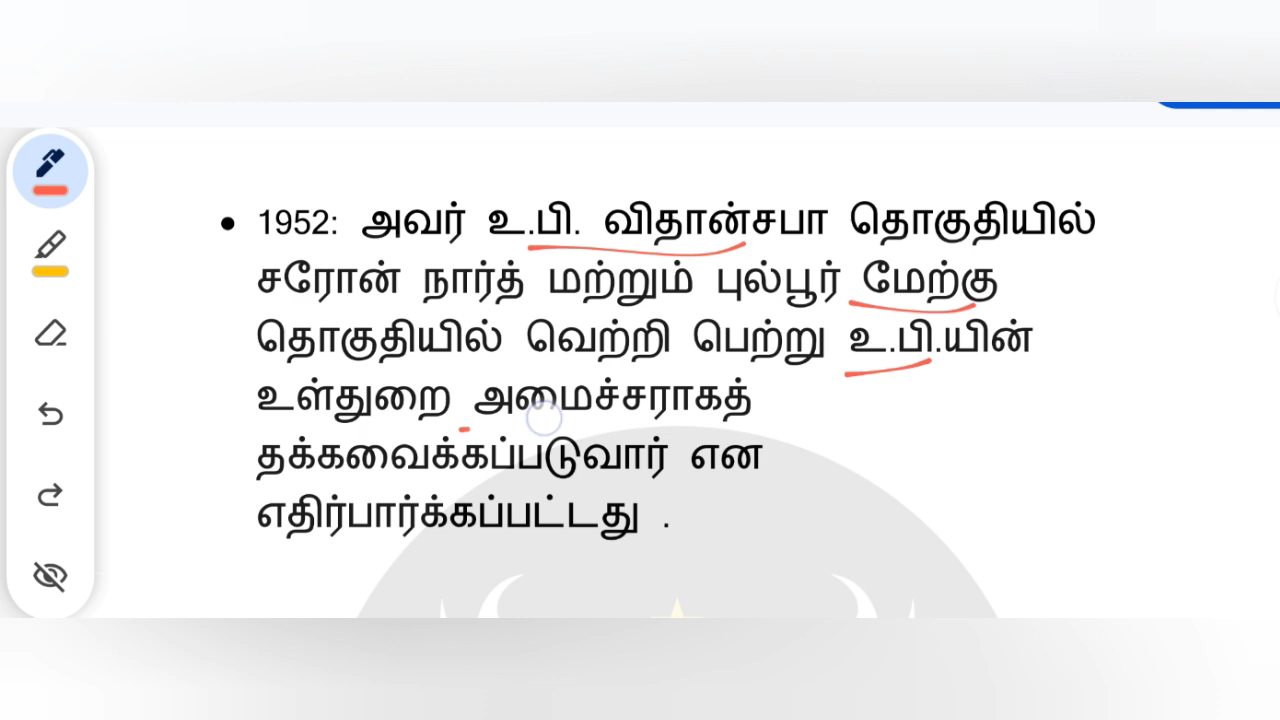 • 1952: அவர் உ.பி. விதான்சபா தொகுதியில்
சரோன் நார்த் மற்றும் புல்பூர் மேற்கு
தொகுதியில் வெற்றி பெற்று உ.பி.யின்
உள்துறை அமைச்சராகத்
தக்கவைக்கப்படுவார் என
எதிர்பார்க்கப்பட்டது .